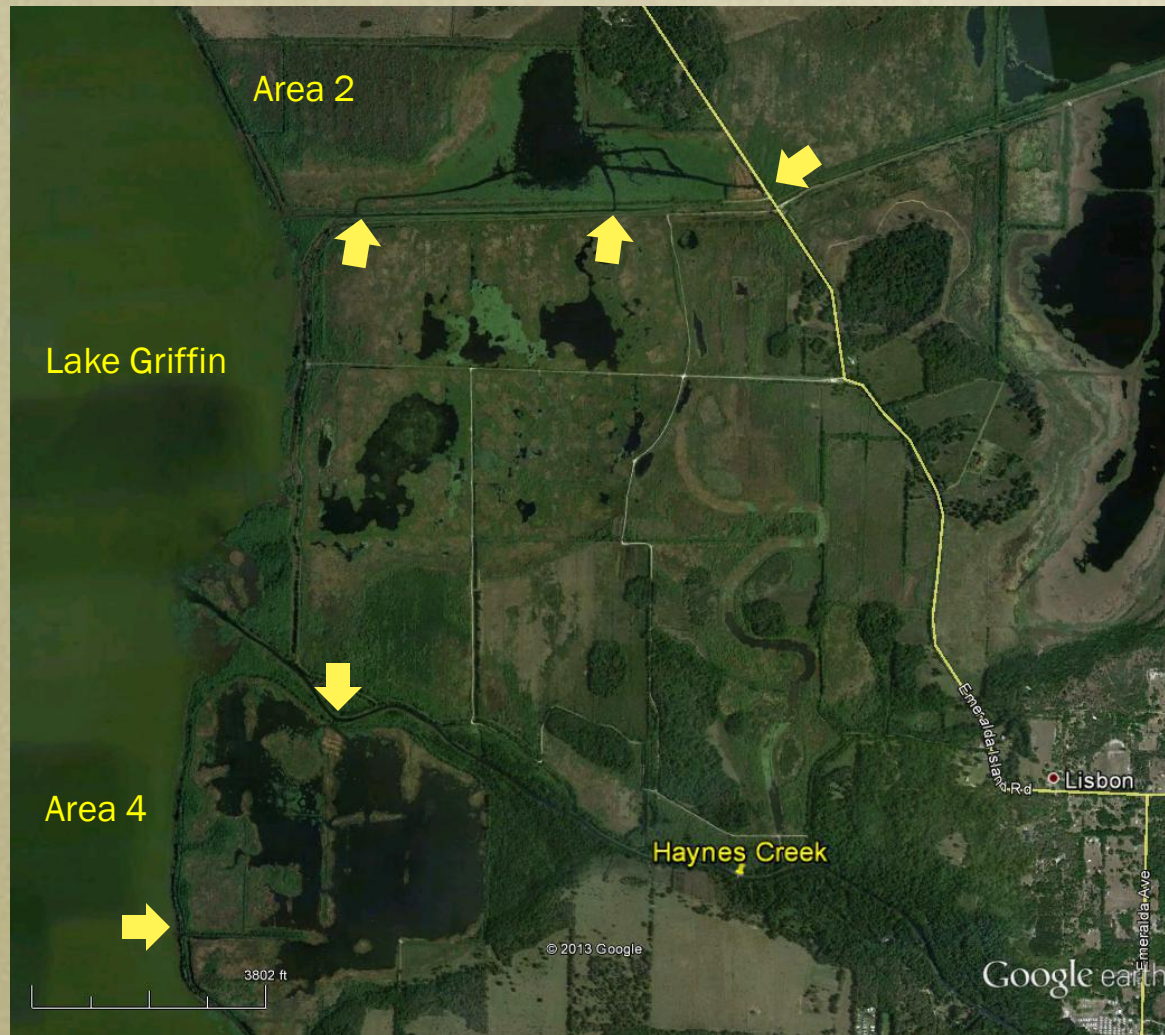 Area 2
Lake Griffin
Emeralda Island Rd
Lisbon
Area 4
Haynes Creek
Emeralda Ave
© 2013 Google
3802 ft
Google earth